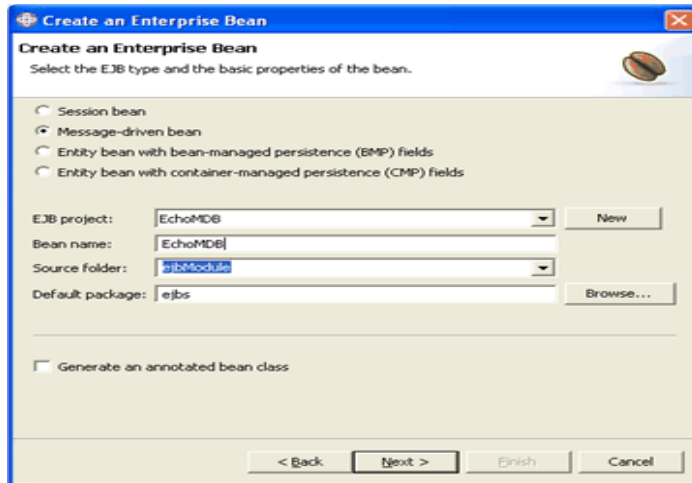 Create an Enterprise Bean
Create an Enterprise Bean
Select the EJB type and the basic properties of the bean.
Session bean
Message-driven bean
Entity bean with bean-managed persistence (BMP) fields
Entity bean with container-managed persistence (CMP) fields
EJB project: EchoMDB New
Bean name: EchoMDB
Source folder: ejbModule
Default package: ejbs Browse...
Generate an annotated bean class
< Back Next > Finish Cancel